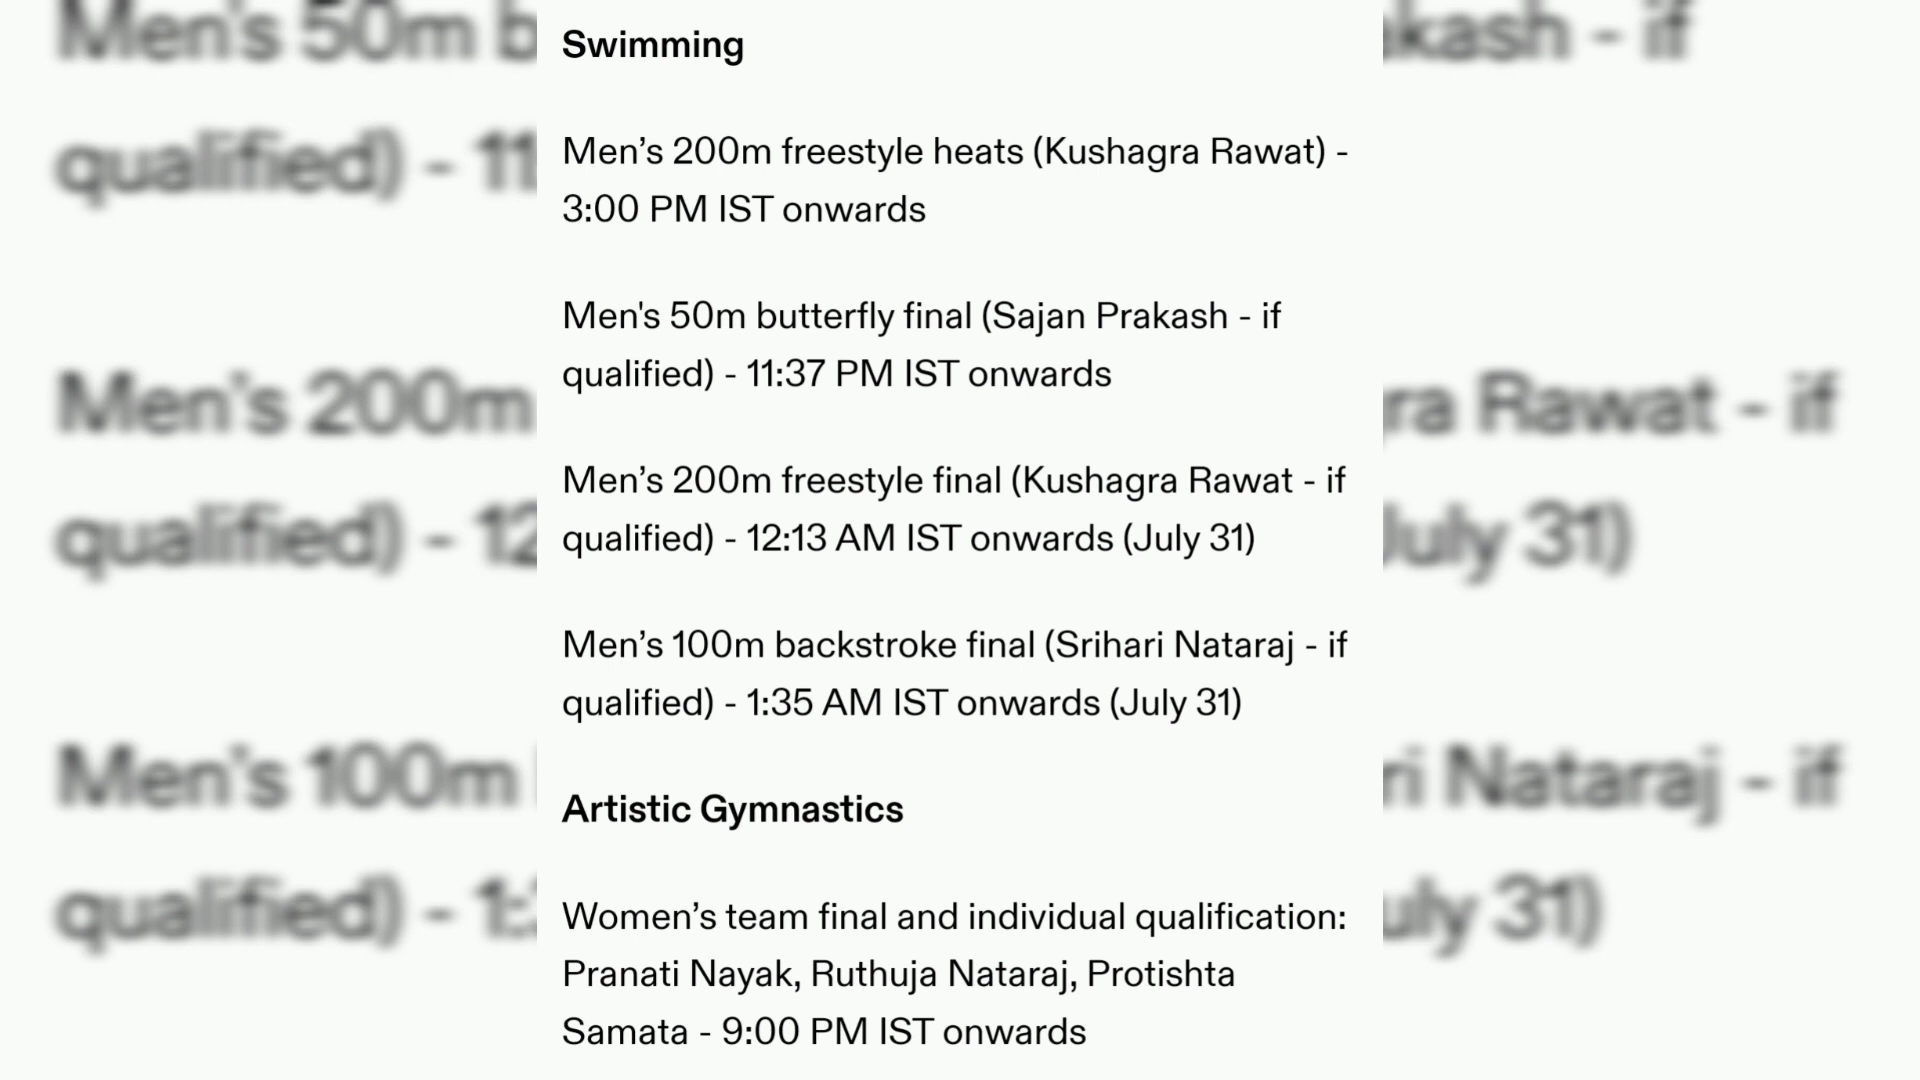 Swimming
Men’s 200m freestyle heats (Kushagra Rawat) -
3:00 PM IST onwards
Men's 50m butterfly final (Sajan Prakash - if
qualified) - 11:37 PM IST onwards
Men’s 200m freestyle final (Kushagra Rawat - if
qualified) - 12:13 AM IST onwards (July 31)
Men’s 100m backstroke final (Srihari Nataraj - if
qualified) - 1:35 AM IST onwards (July 31)
Artistic Gymnastics
Women’s team final and individual qualification:
Pranati Nayak, Ruthuja Nataraj, Protishta
Samata - 9:00 PM IST onwards